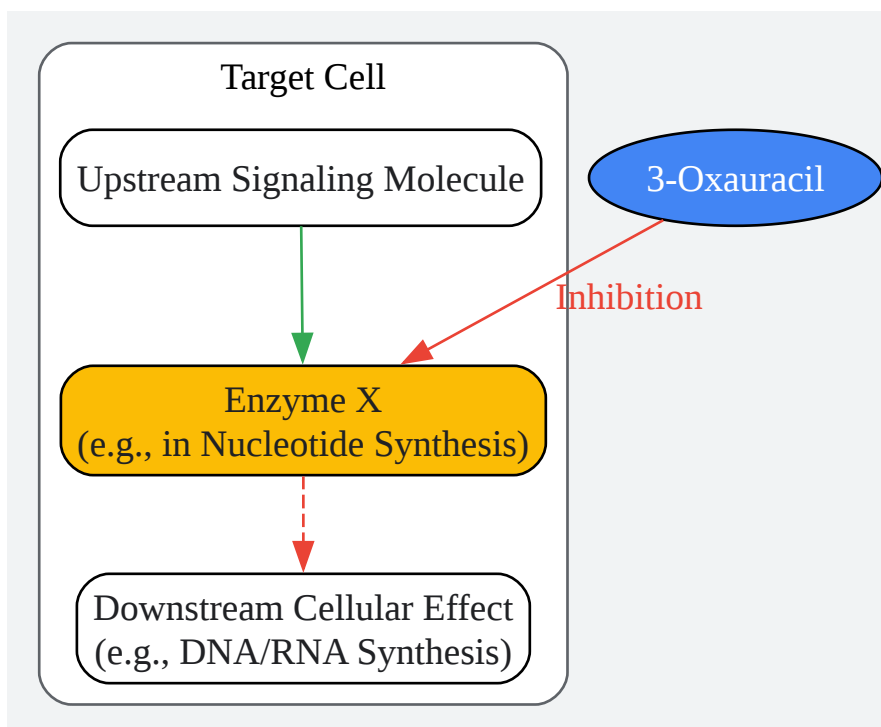 Target Cell
Upstream Signaling Molecule
3-Oxauracil
Inhibition
Enzyme X
(e.g., in Nucleotide Synthesis)
Downstream Cellular Effect
(e.g., DNA/RNA Synthesis)